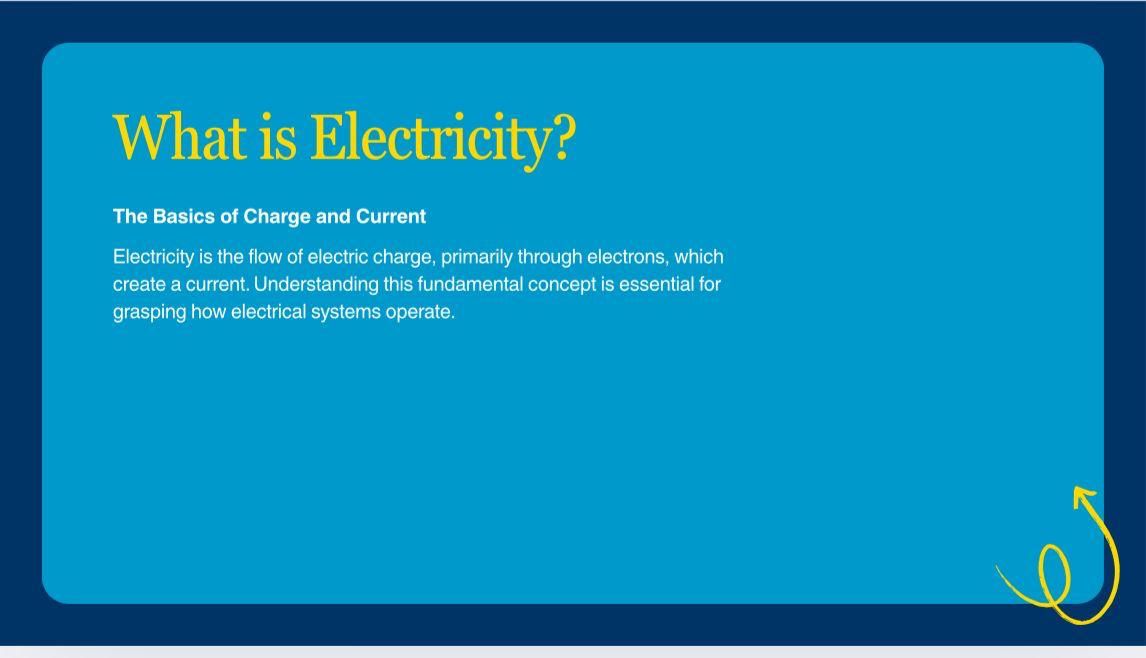 What is Electricity?
The Basics of Charge and Current
Electricity is the flow of electric charge, primarily through electrons, which
create a current. Understanding this fundamental concept is essential for
grasping how electrical systems operate.